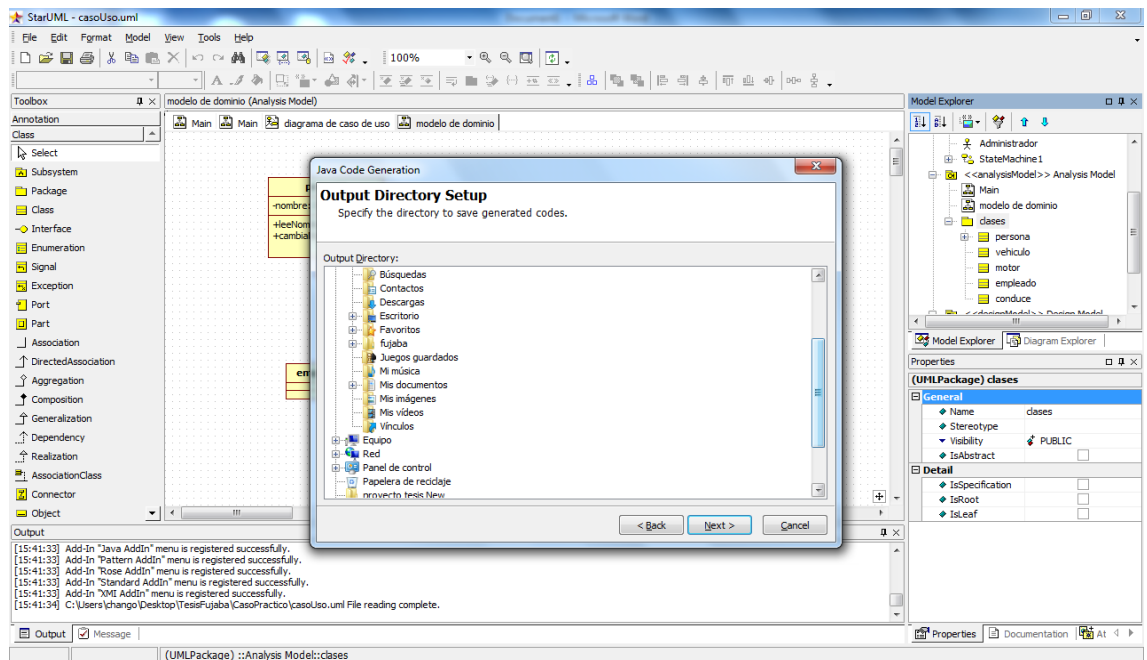 StarUML - casoUso.uml
File Edit Format Model View Tools Help
100%
Toolbox
Annotation
Class
Select
Subsystem
Package
Class
Interface
Enumeration
Signal
Exception
Port
Part
Association
DirectedAssociation
Aggregation
Composition
Generalization
Dependency
Realization
AssociationClass
Connector
Object
modelo de dominio (Analysis Model)
Main Main diagrama de caso de uso modelo de dominio
-nombre:
+leeNom
+cambial
em
Java Code Generation
Output Directory Setup
Specify the directory to save generated codes.
Output Directory:
Búsquedas
Contactos
Descargas
Escritorio
Favoritos
fujaba
Juegos guardados
Mi música
Mis documentos
Mis imágenes
Mis vídeos
Vínculos
Equipo
Red
Panel de control
Papelera de reciclaje
proyecto tesis New
< Back Next > Cancel
Model Explorer
Administrador
StateMachine1
<<analysisModel>> Analysis Model
Main
modelo de dominio
clases
persona
vehiculo
motor
empleado
conduce
<<designModel>> Design Model
Model Explorer Diagram Explorer
Properties
(UMLPackage) clases
General
Name clases
Stereotype
Visibility PUBLIC
IsAbstract
Detail
IsSpecification
IsRoot
IsLeaf
Properties Documentation At
Output
[15:41:33] Add-In "Java AddIn" menu is registered successfully.
[15:41:33] Add-In "Pattern AddIn" menu is registered successfully.
[15:41:33] Add-In "Rose AddIn" menu is registered successfully.
[15:41:33] Add-In "Standard AddIn" menu is registered successfully.
[15:41:33] Add-In "XMI AddIn" menu is registered successfully.
[15:41:34] C:\Users\chango\Desktop\TesisFujaba\CasoPractico\casoUso.uml File reading complete.
Output Message
(UMLPackage) ::Analysis Model::clases